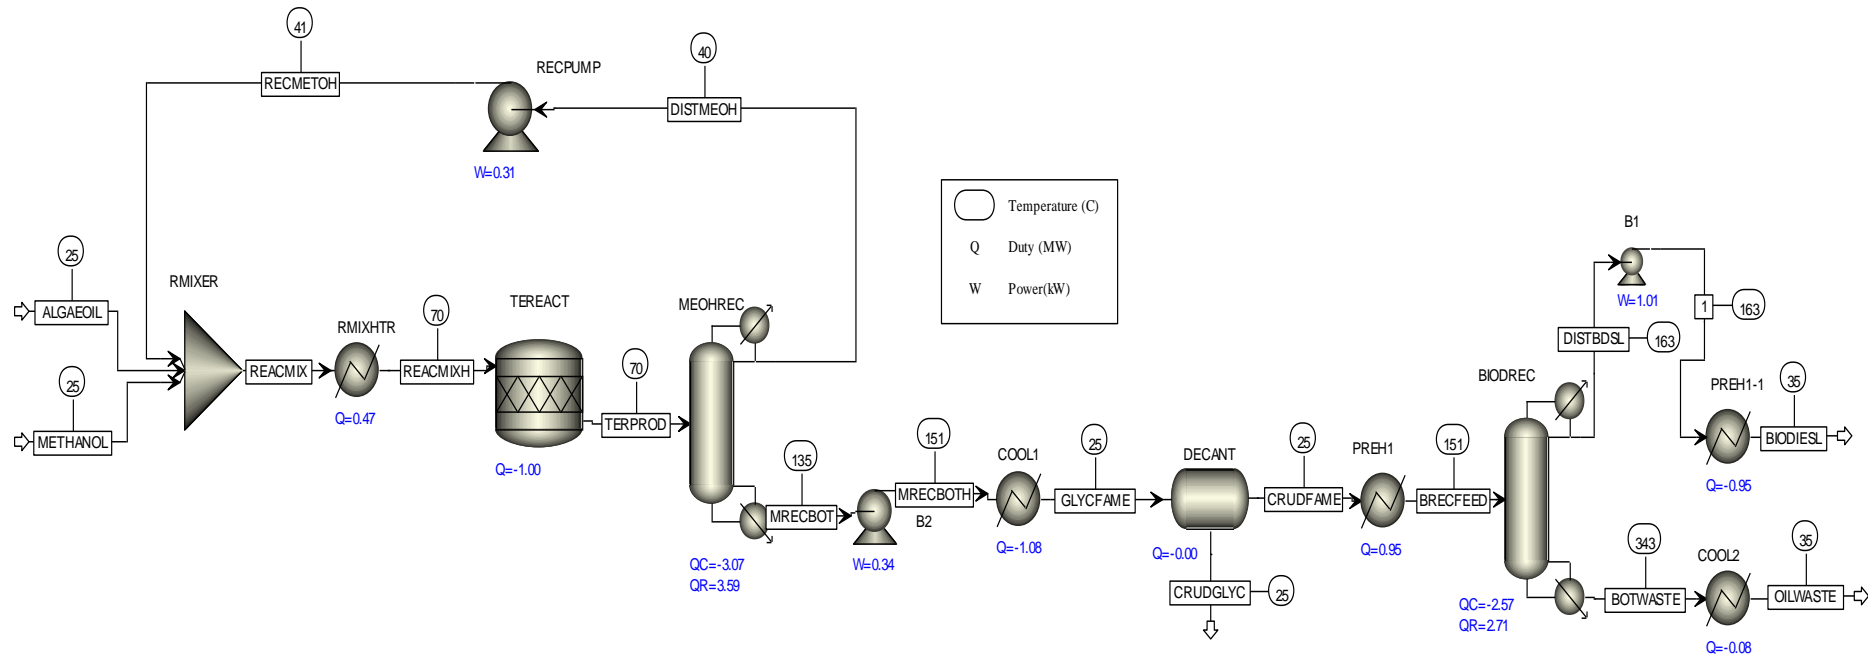 41
RECMETOH
RECPUMP
W=0.31
40
DISTMEOH
Temperature (C)
Q Duty (MW)
W Power(kW)
25
ALGAEOIL
25
METHANOL
RMIXER
REACMIX
RMIXHTR
Q=0.47
70
REACMIXH
TEREACT
Q=-1.00
70
TERPROD
MEOHREC
QC=-3.07
QR=3.59
135
MRECBOT
B2
W=0.34
151
MRECBOTH
COOL1
Q=-1.08
25
GLYCFAME
DECANT
Q=-0.00
CRUDGLYC
25
25
CRUDFAME
PREH1
Q=0.95
151
BRECFEED
BIODREC
QC=-2.57
QR=2.71
DISTBDSL
163
B1
W=1.01
1
163
PREH1-1
Q=-0.95
35
BIODIESL
343
BOTWASTE
COOL2
Q=-0.08
35
OILWASTE